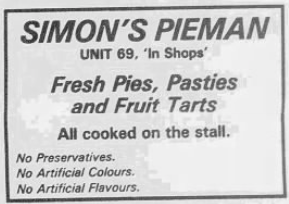 SIMON'S PIEMAN
UNIT 69, 'In Shops'
Fresh Pies, Pasties
and Fruit Tarts
All cooked on the stall.
No Preservatives.
No Artificial Colours.
No Artificial Flavours.